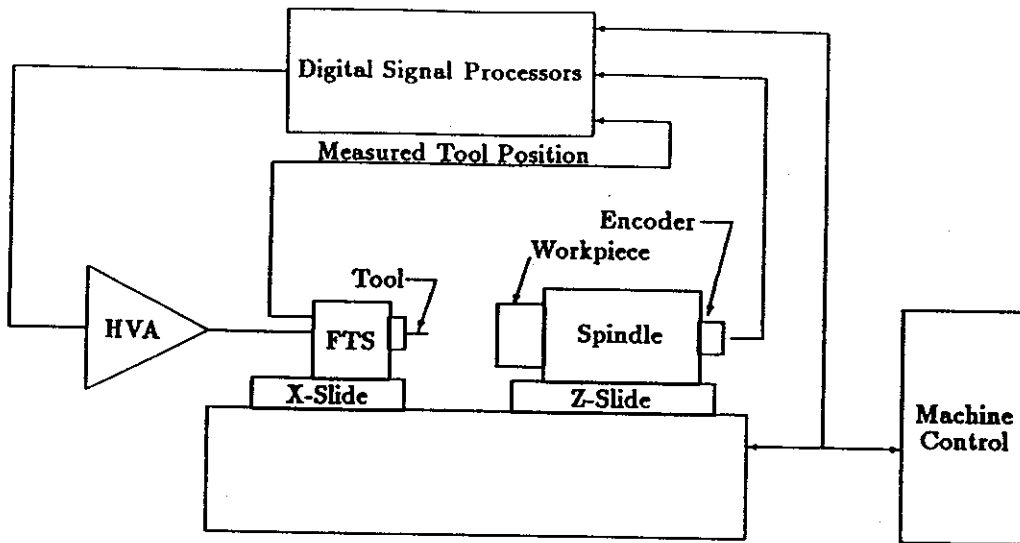 Digital Signal Processors
Measured Tool Position
Encoder
Workpiece
Tool
HVA
FTS
Spindle
X-Slide
Z-Slide
Machine
Control